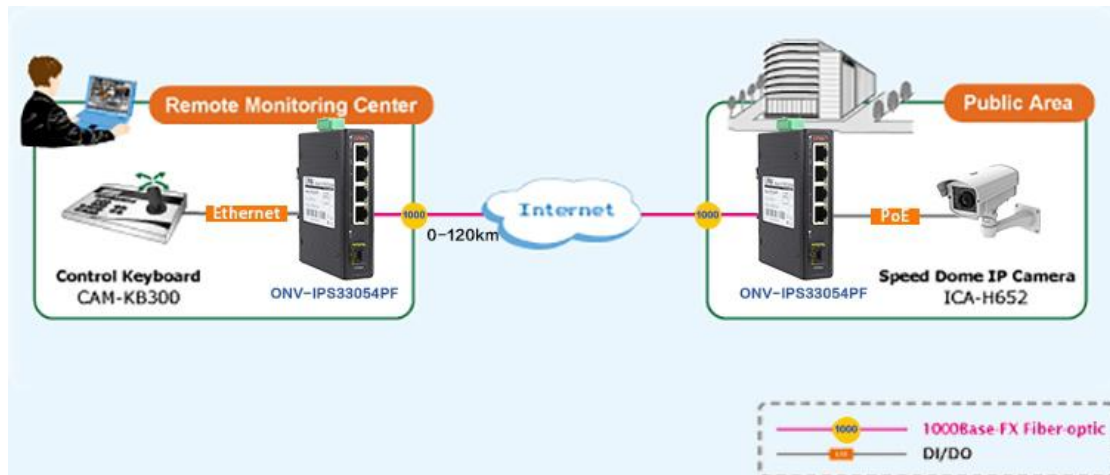 Remote Monitoring Center
Public Area
Ethernet
1000
0-120km
Internet
1000
PoE
Control Keyboard
CAM-KB300
ONV-IPS33054PF
ONV-IPS33054PF
Speed Dome IP Camera
ICA-H652
1000
1000Base-FX Fiber-optic
DI/DO